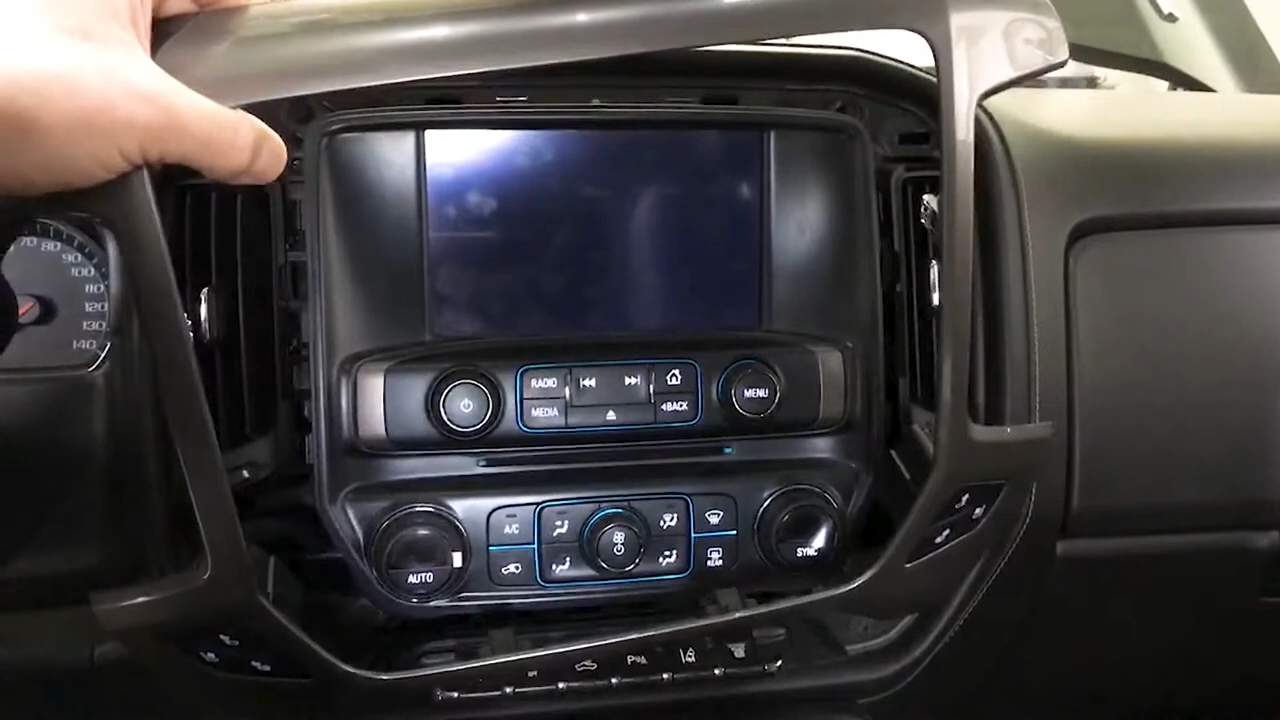 70
80
90
100
110
120
130
140
RADIO
MEDIA
BACK
MENU
A/C
REAR
AUTO
SYNC
P